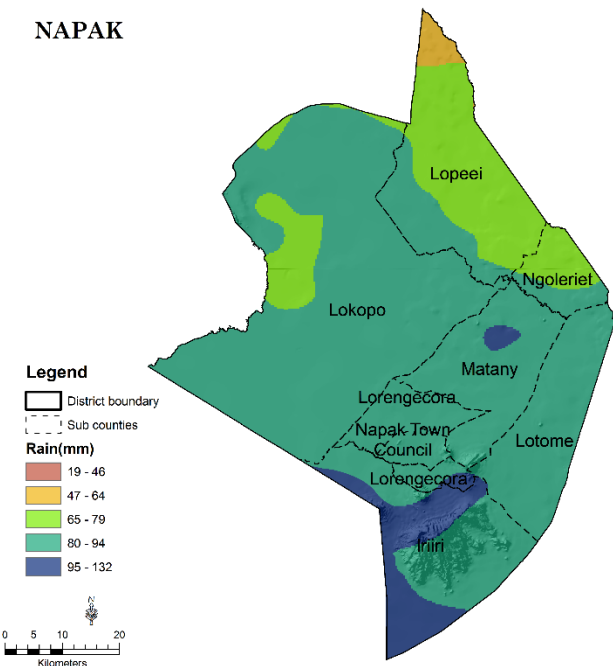 NAPAK
Lopeei
Ngoleriet
Lokopo
Matany
Lorengecora
Napak Town
Council
Lotome
Lorengecora
Iriiri
Legend
District boundary
Sub counties
Rain(mm)
19 - 46
47 - 64
65 - 79
80 - 94
95 - 132
N
0 5 10 20
Kilometers